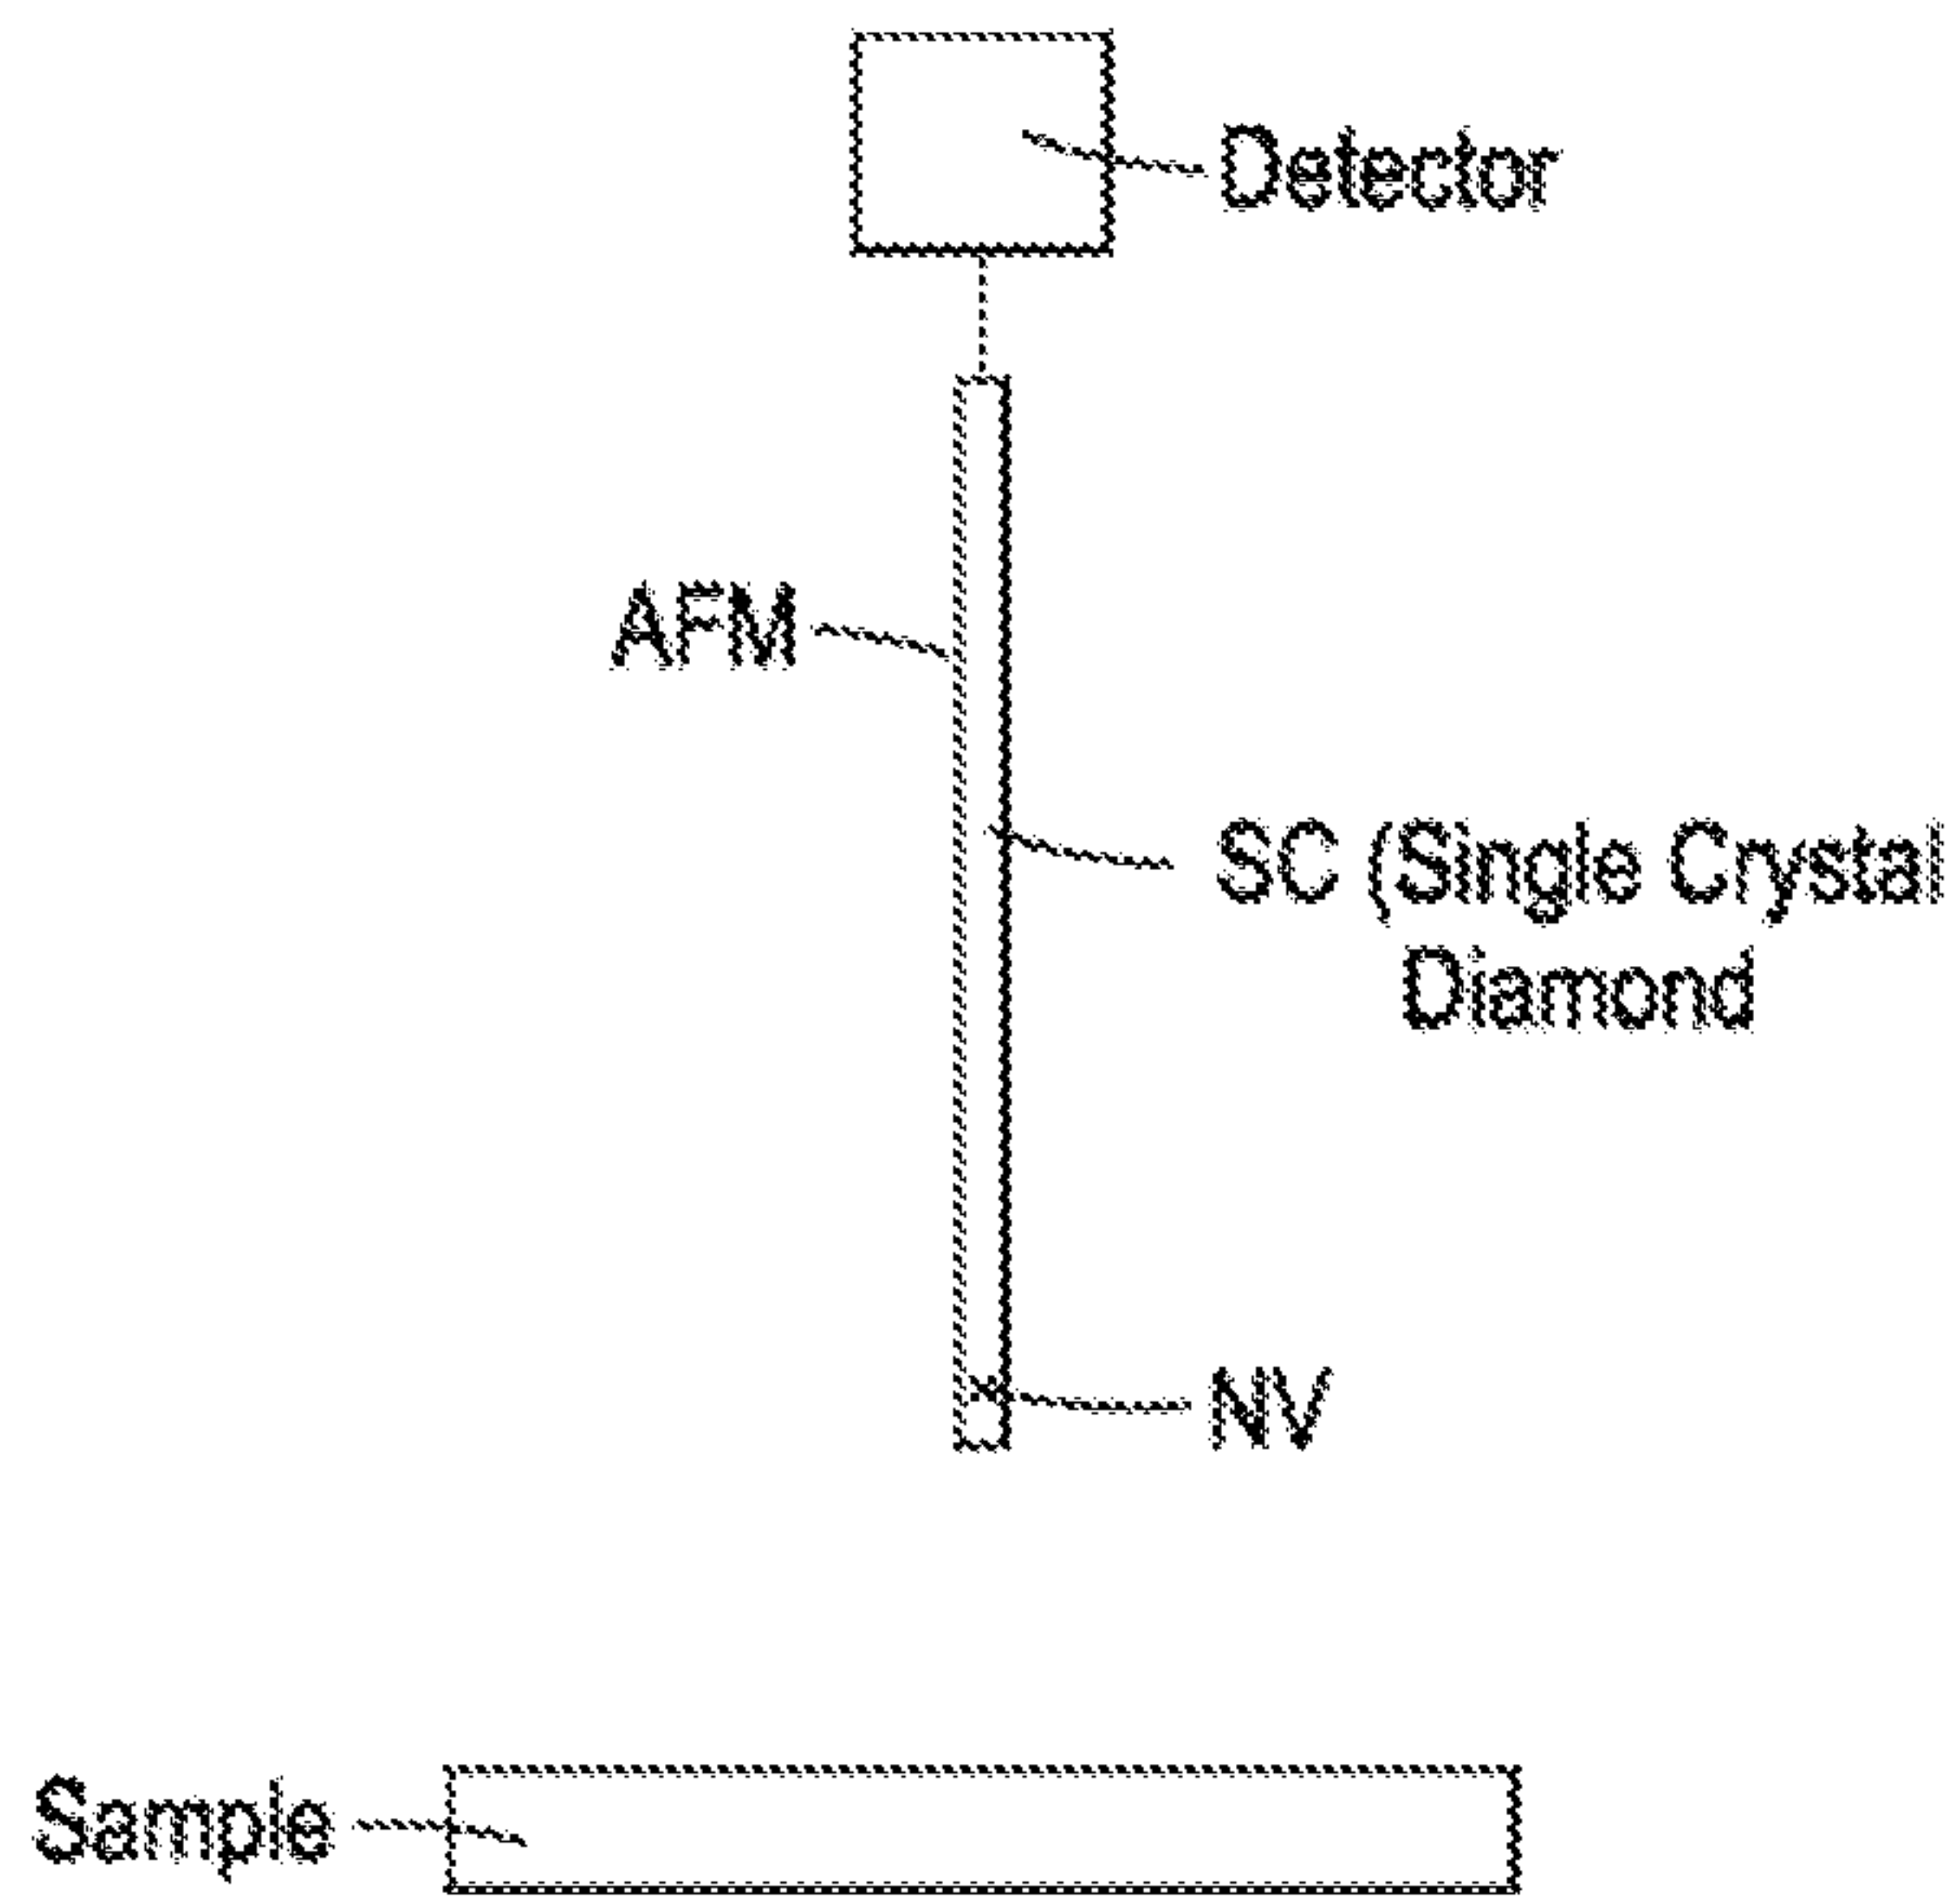 Detector
AFM
SC (Single Crystal
Diamond
NV
Sample